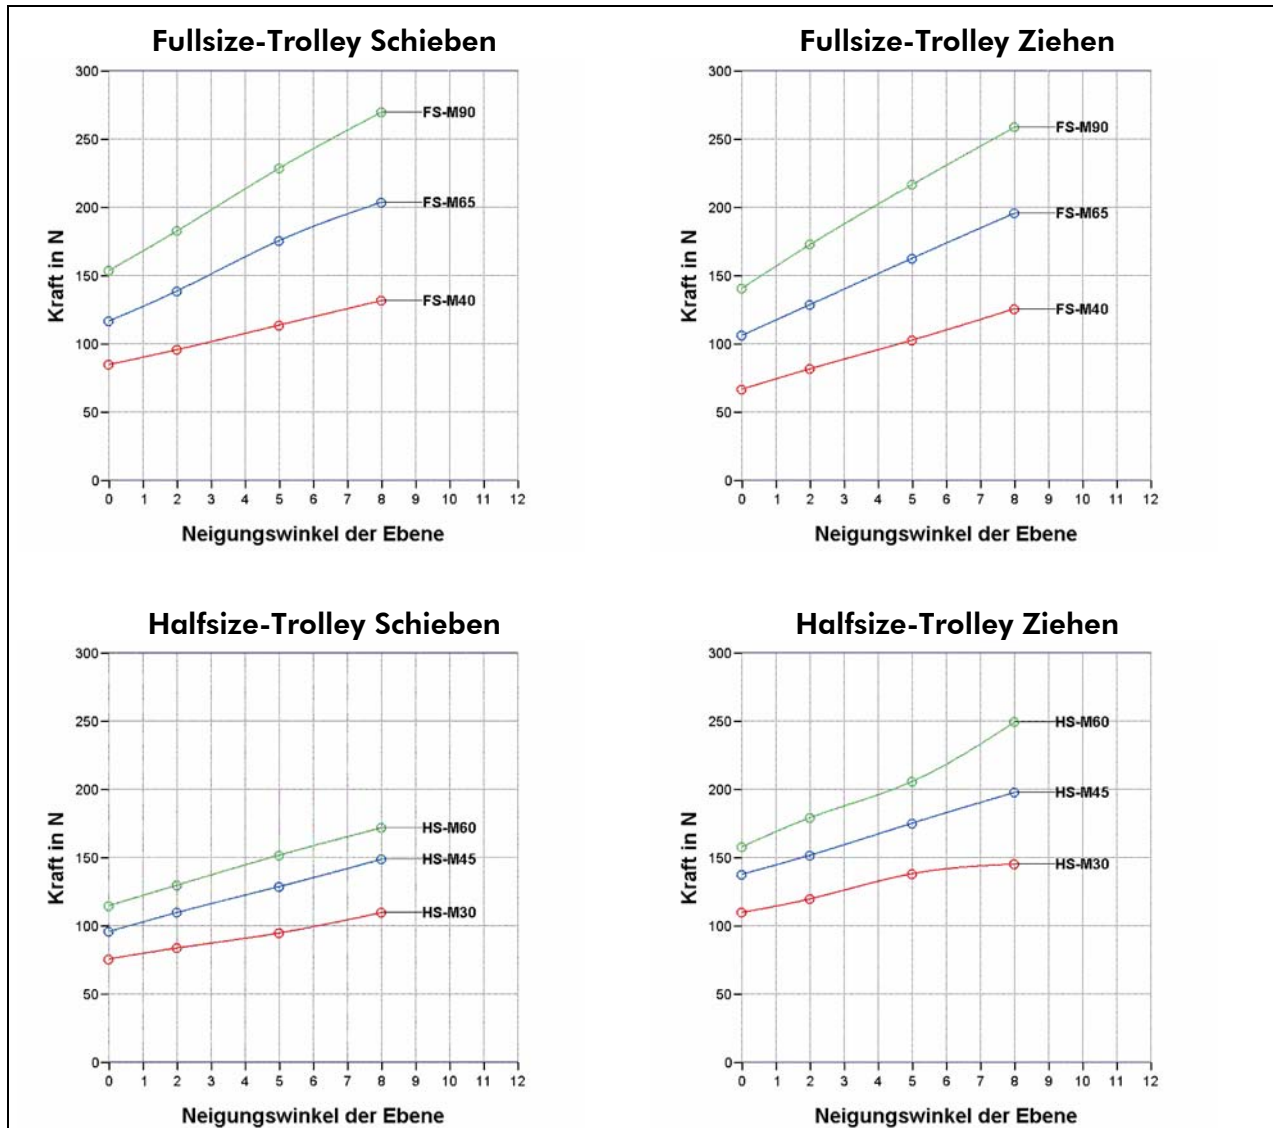 Fullsize-Trolley Schieben
300
250
200
150
100
50
0
Kraft in N
FS-M90
FS-M65
FS-M40
0 1 2 3 4 5 6 7 8 9 10 11 12
Neigungswinkel der Ebene
Fullsize-Trolley Ziehen
300
250
200
150
100
50
0
Kraft in N
FS-M90
FS-M65
FS-M40
0 1 2 3 4 5 6 7 8 9 10 11 12
Neigungswinkel der Ebene
Halfsize-Trolley Schieben
300
250
200
150
100
50
0
Kraft in N
HS-M60
HS-M45
HS-M30
0 1 2 3 4 5 6 7 8 9 10 11 12
Neigungswinkel der Ebene
Halfsize-Trolley Ziehen
300
250
200
150
100
50
0
Kraft in N
HS-M60
HS-M45
HS-M30
0 1 2 3 4 5 6 7 8 9 10 11 12
Neigungswinkel der Ebene